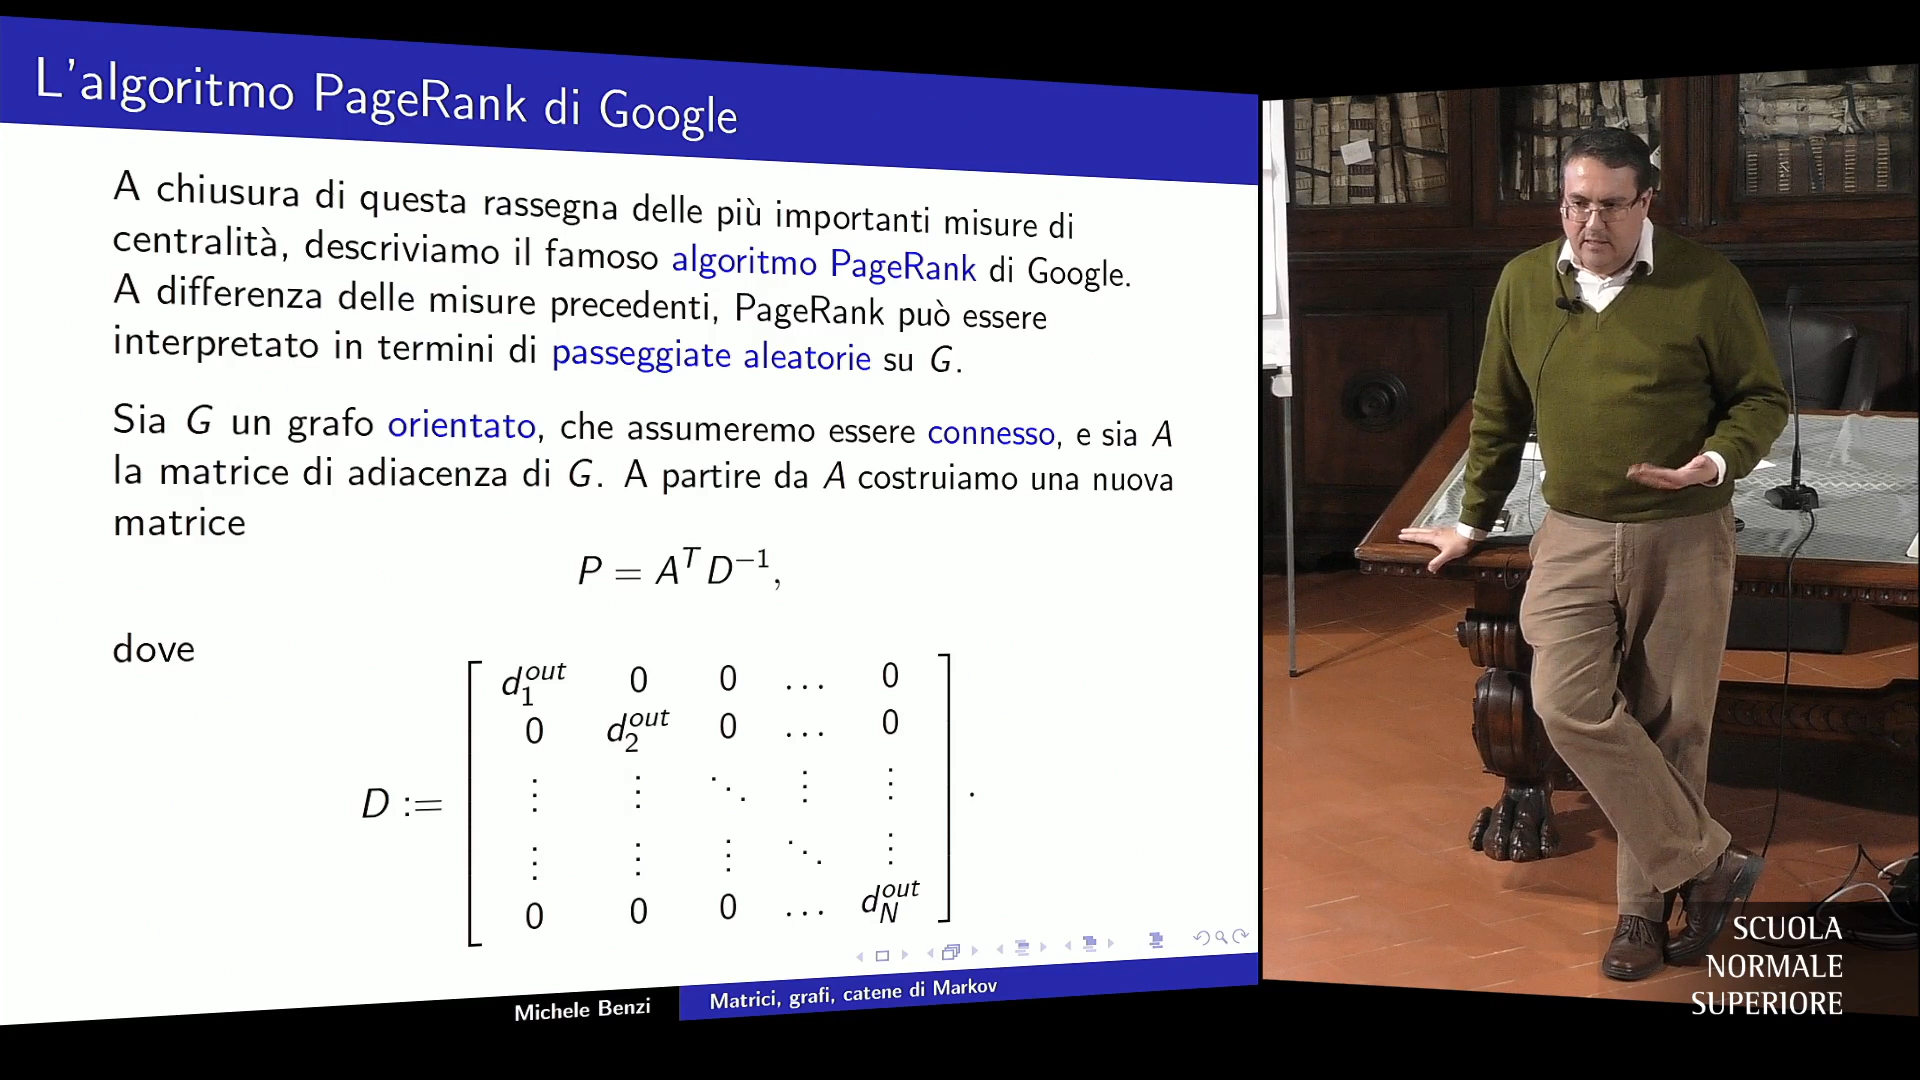 L'algoritmo PageRank di Google
A chiusura di questa rassegna delle più importanti misure di
centralità, descriviamo il famoso algoritmo PageRank di Google.
A differenza delle misure precedenti, PageRank può essere
interpretato in termini di passeggiate aleatorie su G.
Sia G un grafo orientato, che assumeremo essere connesso, e sia A
la matrice di adiacenza di G. A partire da A costruiamo una nuova
matrice
P = A^T D^{-1},
dove
d_1^{out} 0 0 ... 0
0 d_2^{out} 0 ... 0
D := ⋮ ⋮ ⋱ ⋮ ⋮ .
⋮ ⋮ ⋮ ⋱ ⋮
0 0 0 ... d_N^{out}
Michele Benzi
Matrici, grafi, catene di Markov
SCUOLA
NORMALE
SUPERIORE